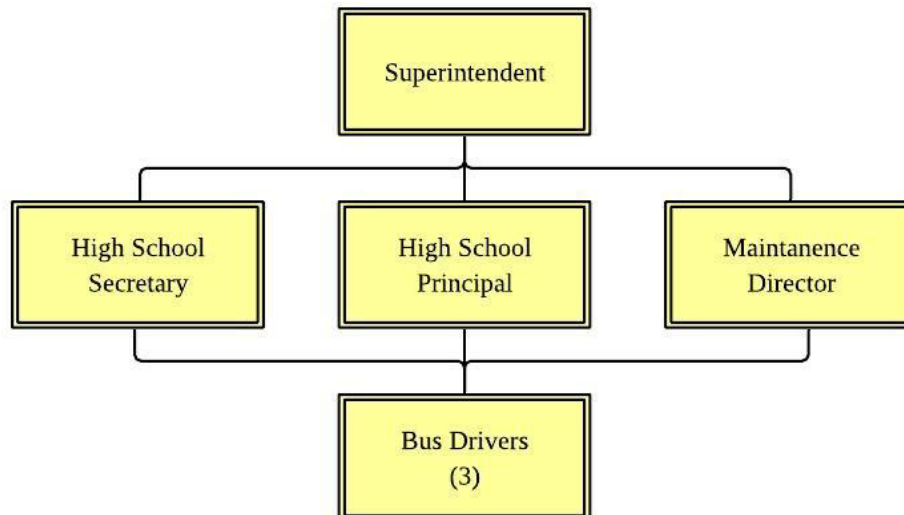 Superintendent
High School
Secretary
High School
Principal
Maintanence
Director
Bus Drivers
(3)